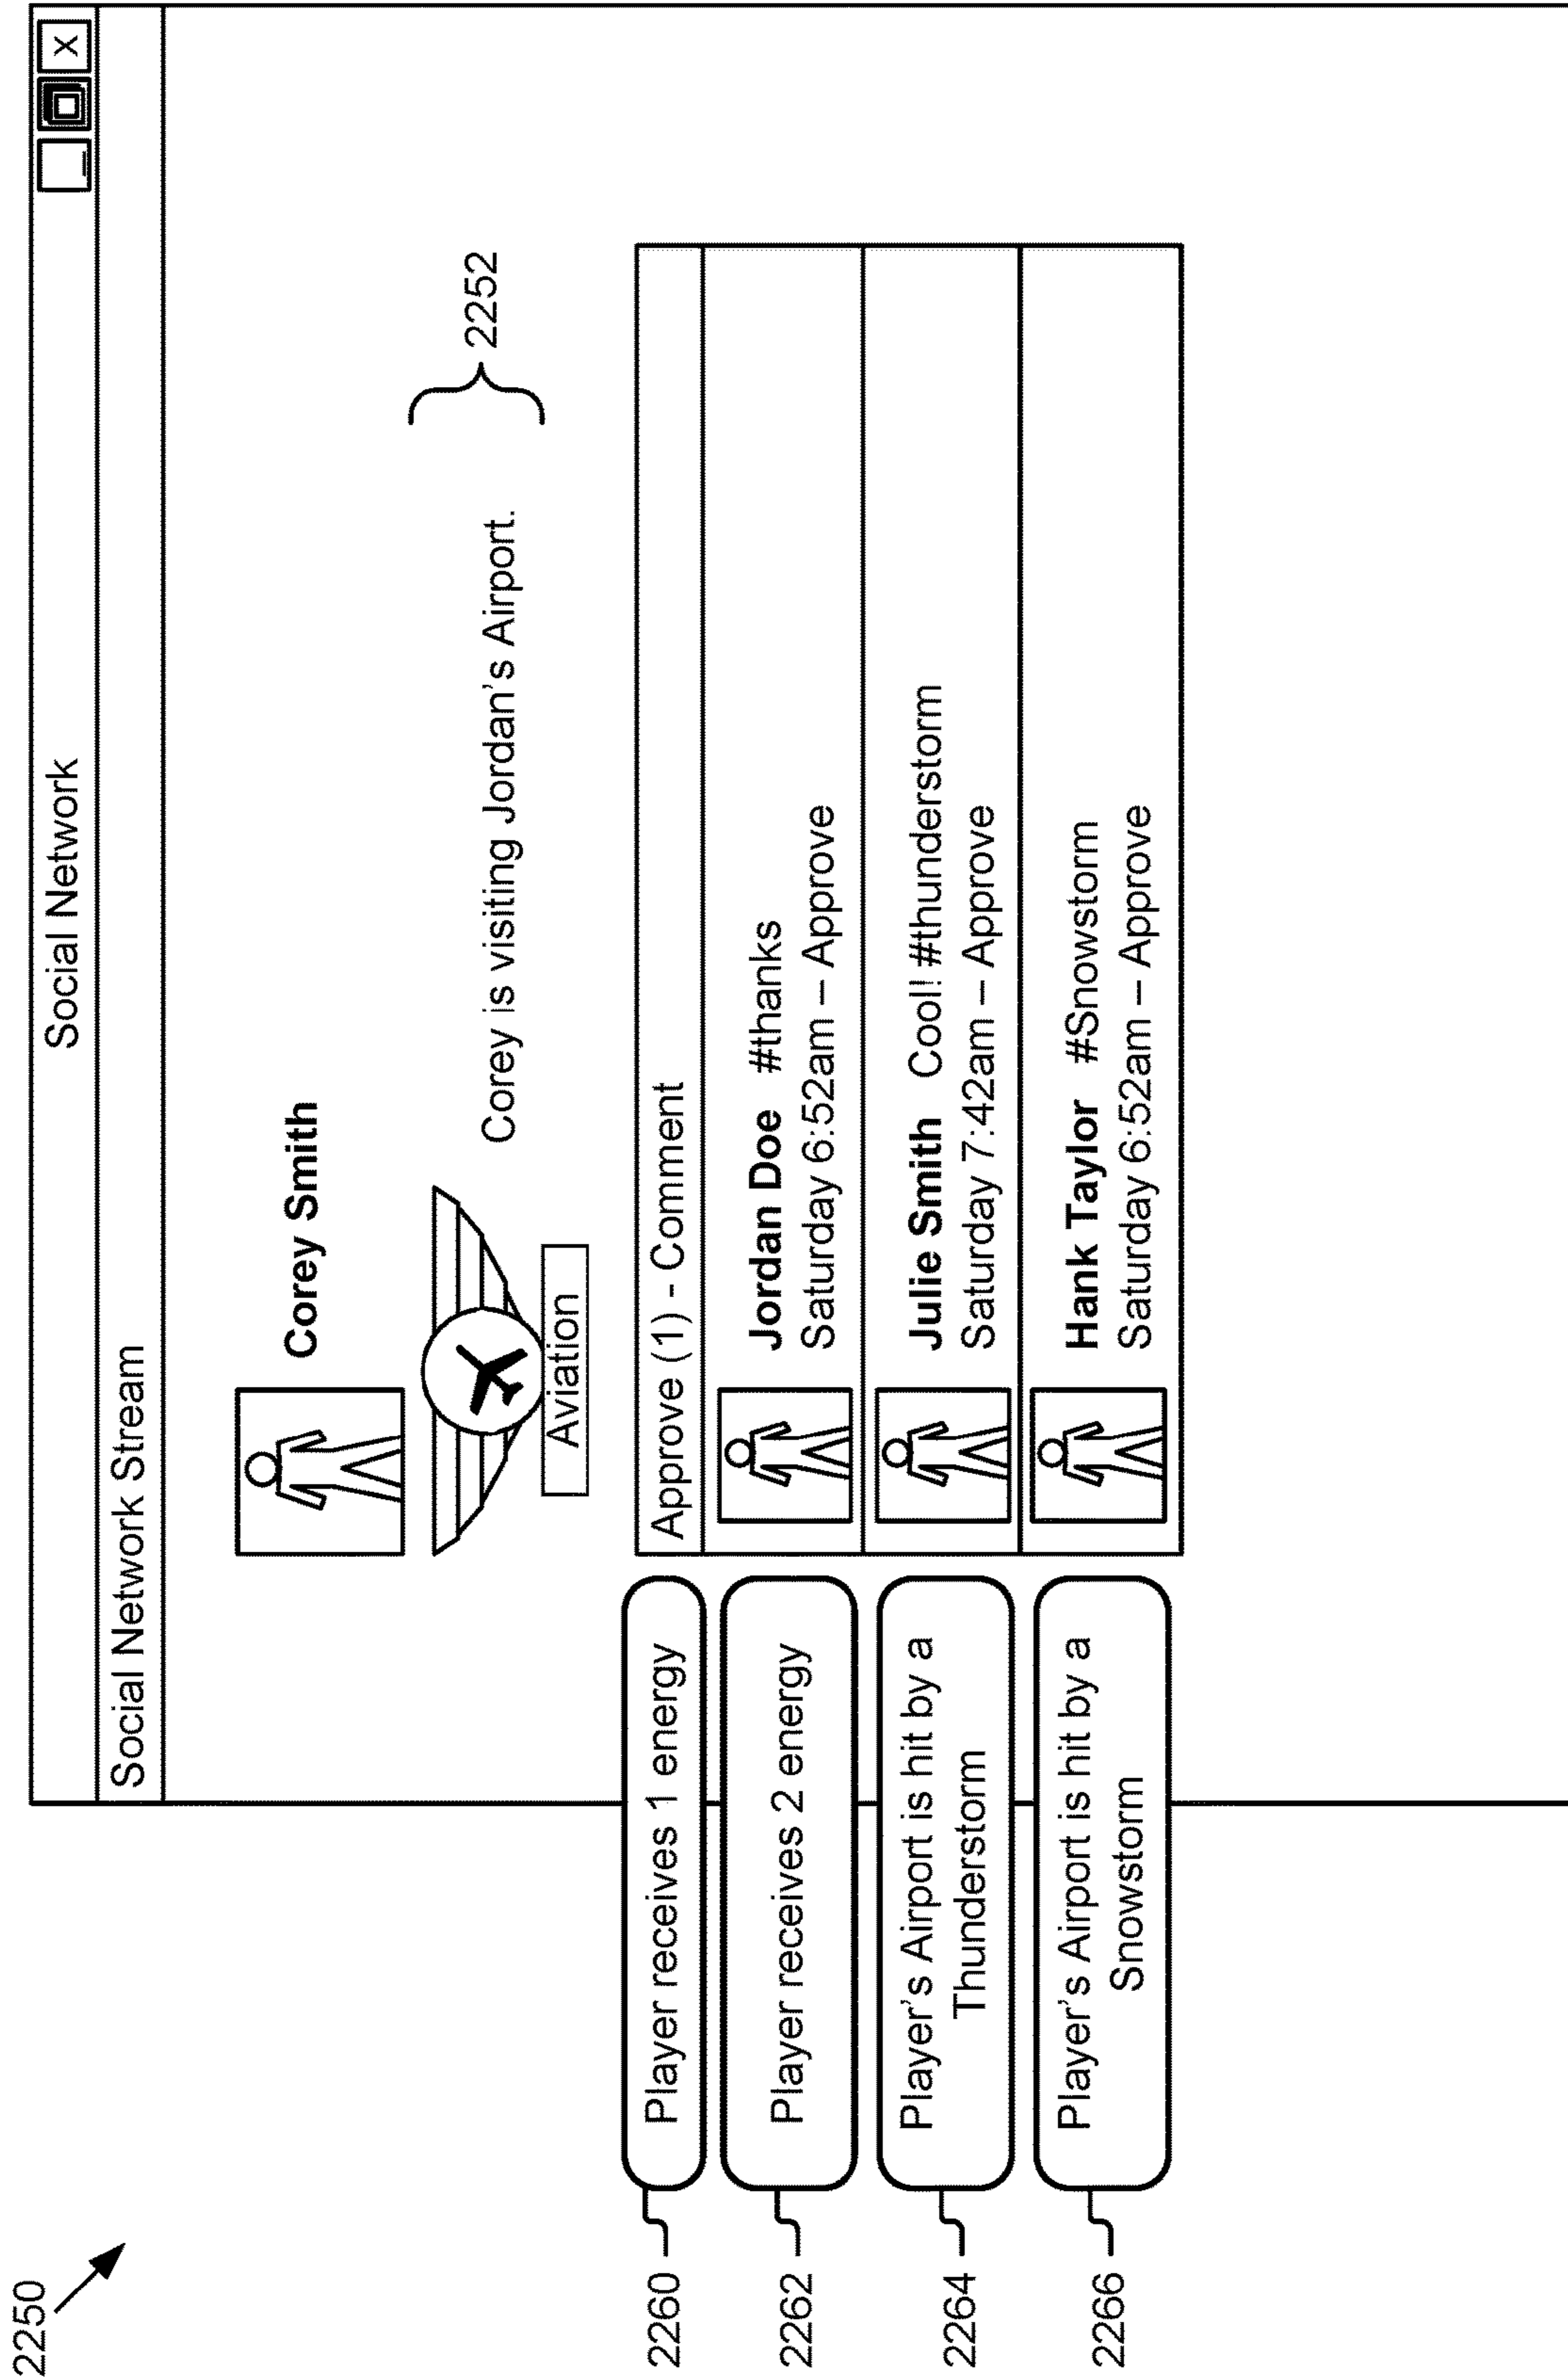 2250
Social Network
X
Social Network Stream
Corey Smith
Corey is visiting Jordan's Airport.
2252
Aviation
2260
Player receives 1 energy
Approve (1) - Comment
2262
Player receives 2 energy
Jordan Doe #thanks
Saturday 6:52am – Approve
2264
Player's Airport is hit by a
Thunderstorm
Julie Smith Cool! #thunderstorm
Saturday 7:42am – Approve
2266
Player's Airport is hit by a
Snowstorm
Hank Taylor #Snowstorm
Saturday 6:52am – Approve